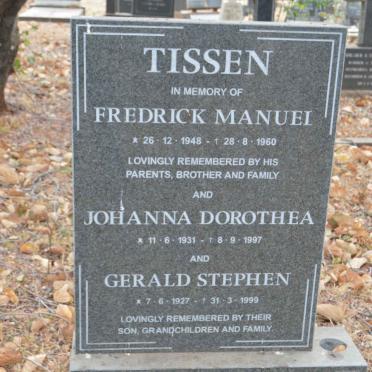 TISSEN
IN MEMORY OF
FREDRICK MANUEL
★ 26 · 12 · 1948 - † 28 · 8 · 1960
LOVINGLY REMEMBERED BY HIS
PARENTS, BROTHER AND FAMILY
AND
JOHANNA DOROTHEA
★ 11 · 6 · 1931 - † 8 · 9 · 1997
AND
GERALD STEPHEN
★ 7 · 6 · 1927 - † 31 · 3 · 1999
LOVINGLY REMEMBERED BY THEIR
SON, GRANDCHILDREN AND FAMILY